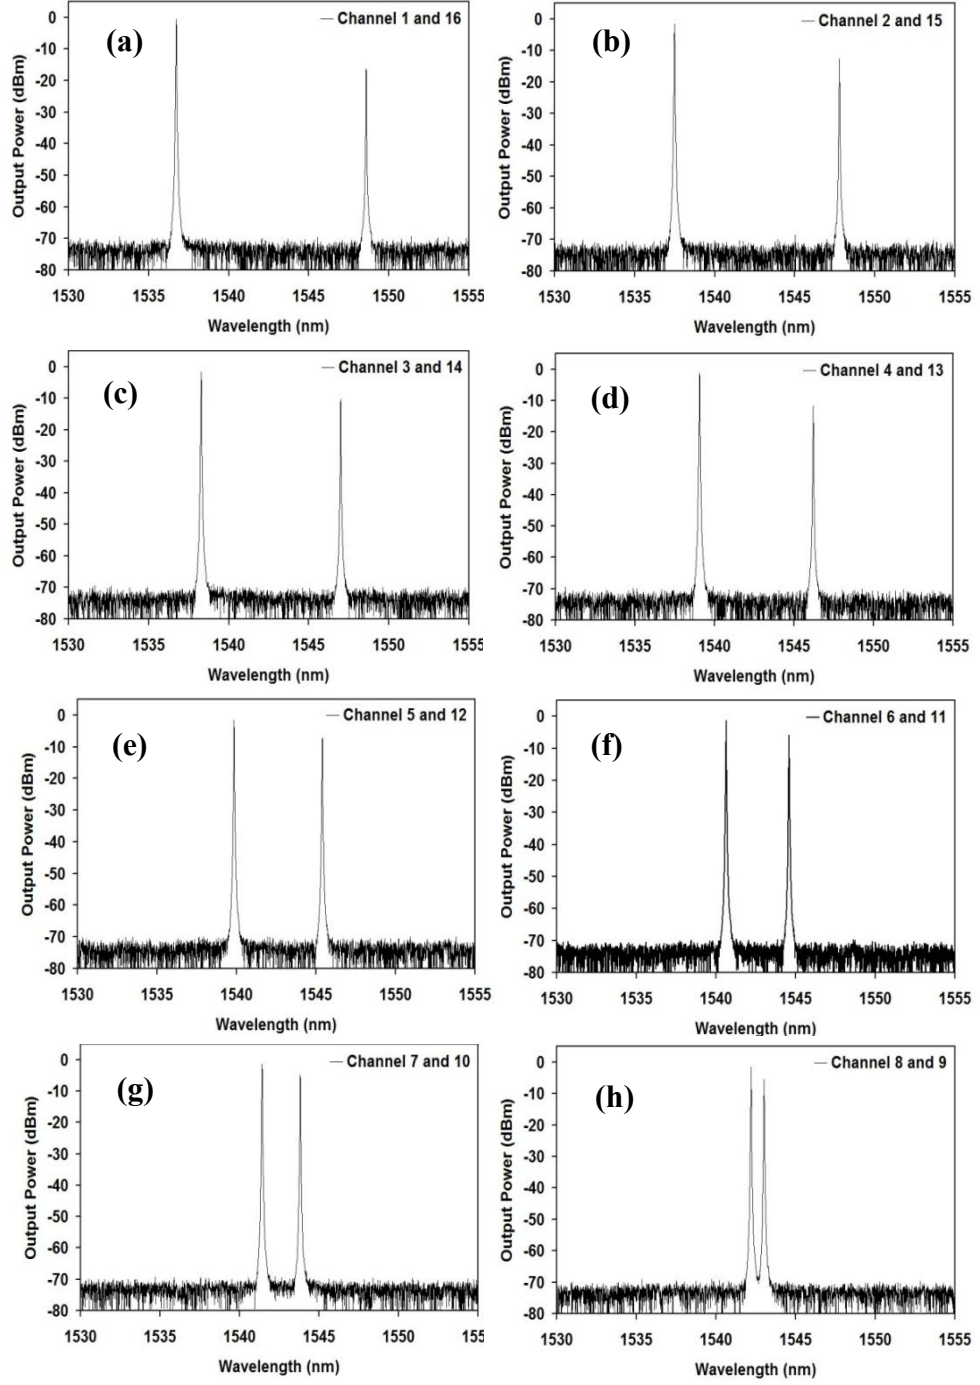 (a)
Channel 1 and 16
Output Power (dBm)
0
-10
-20
-30
-40
-50
-60
-70
-80
1530 1535 1540 1545 1550 1555
Wavelength (nm)
(b)
Channel 2 and 15
Output Power (dBm)
0
-10
-20
-30
-40
-50
-60
-70
-80
1530 1535 1540 1545 1550 1555
Wavelength (nm)
(c)
Channel 3 and 14
Output Power (dBm)
0
-10
-20
-30
-40
-50
-60
-70
-80
1530 1535 1540 1545 1550 1555
Wavelength (nm)
(d)
Channel 4 and 13
Output Power (dBm)
0
-10
-20
-30
-40
-50
-60
-70
-80
1530 1535 1540 1545 1550 1555
Wavelength (nm)
(e)
Channel 5 and 12
Output Power (dBm)
0
-10
-20
-30
-40
-50
-60
-70
-80
1530 1535 1540 1545 1550 1555
Wavelength (nm)
(f)
Channel 6 and 11
Output Power (dBm)
0
-10
-20
-30
-40
-50
-60
-70
-80
1530 1535 1540 1545 1550 1555
Wavelength (nm)
(g)
Channel 7 and 10
Output Power (dBm)
0
-10
-20
-30
-40
-50
-60
-70
-80
1530 1535 1540 1545 1550 1555
Wavelength (nm)
(h)
Channel 8 and 9
Output Power (dBm)
0
-10
-20
-30
-40
-50
-60
-70
-80
1530 1535 1540 1545 1550 1555
Wavelength (nm)